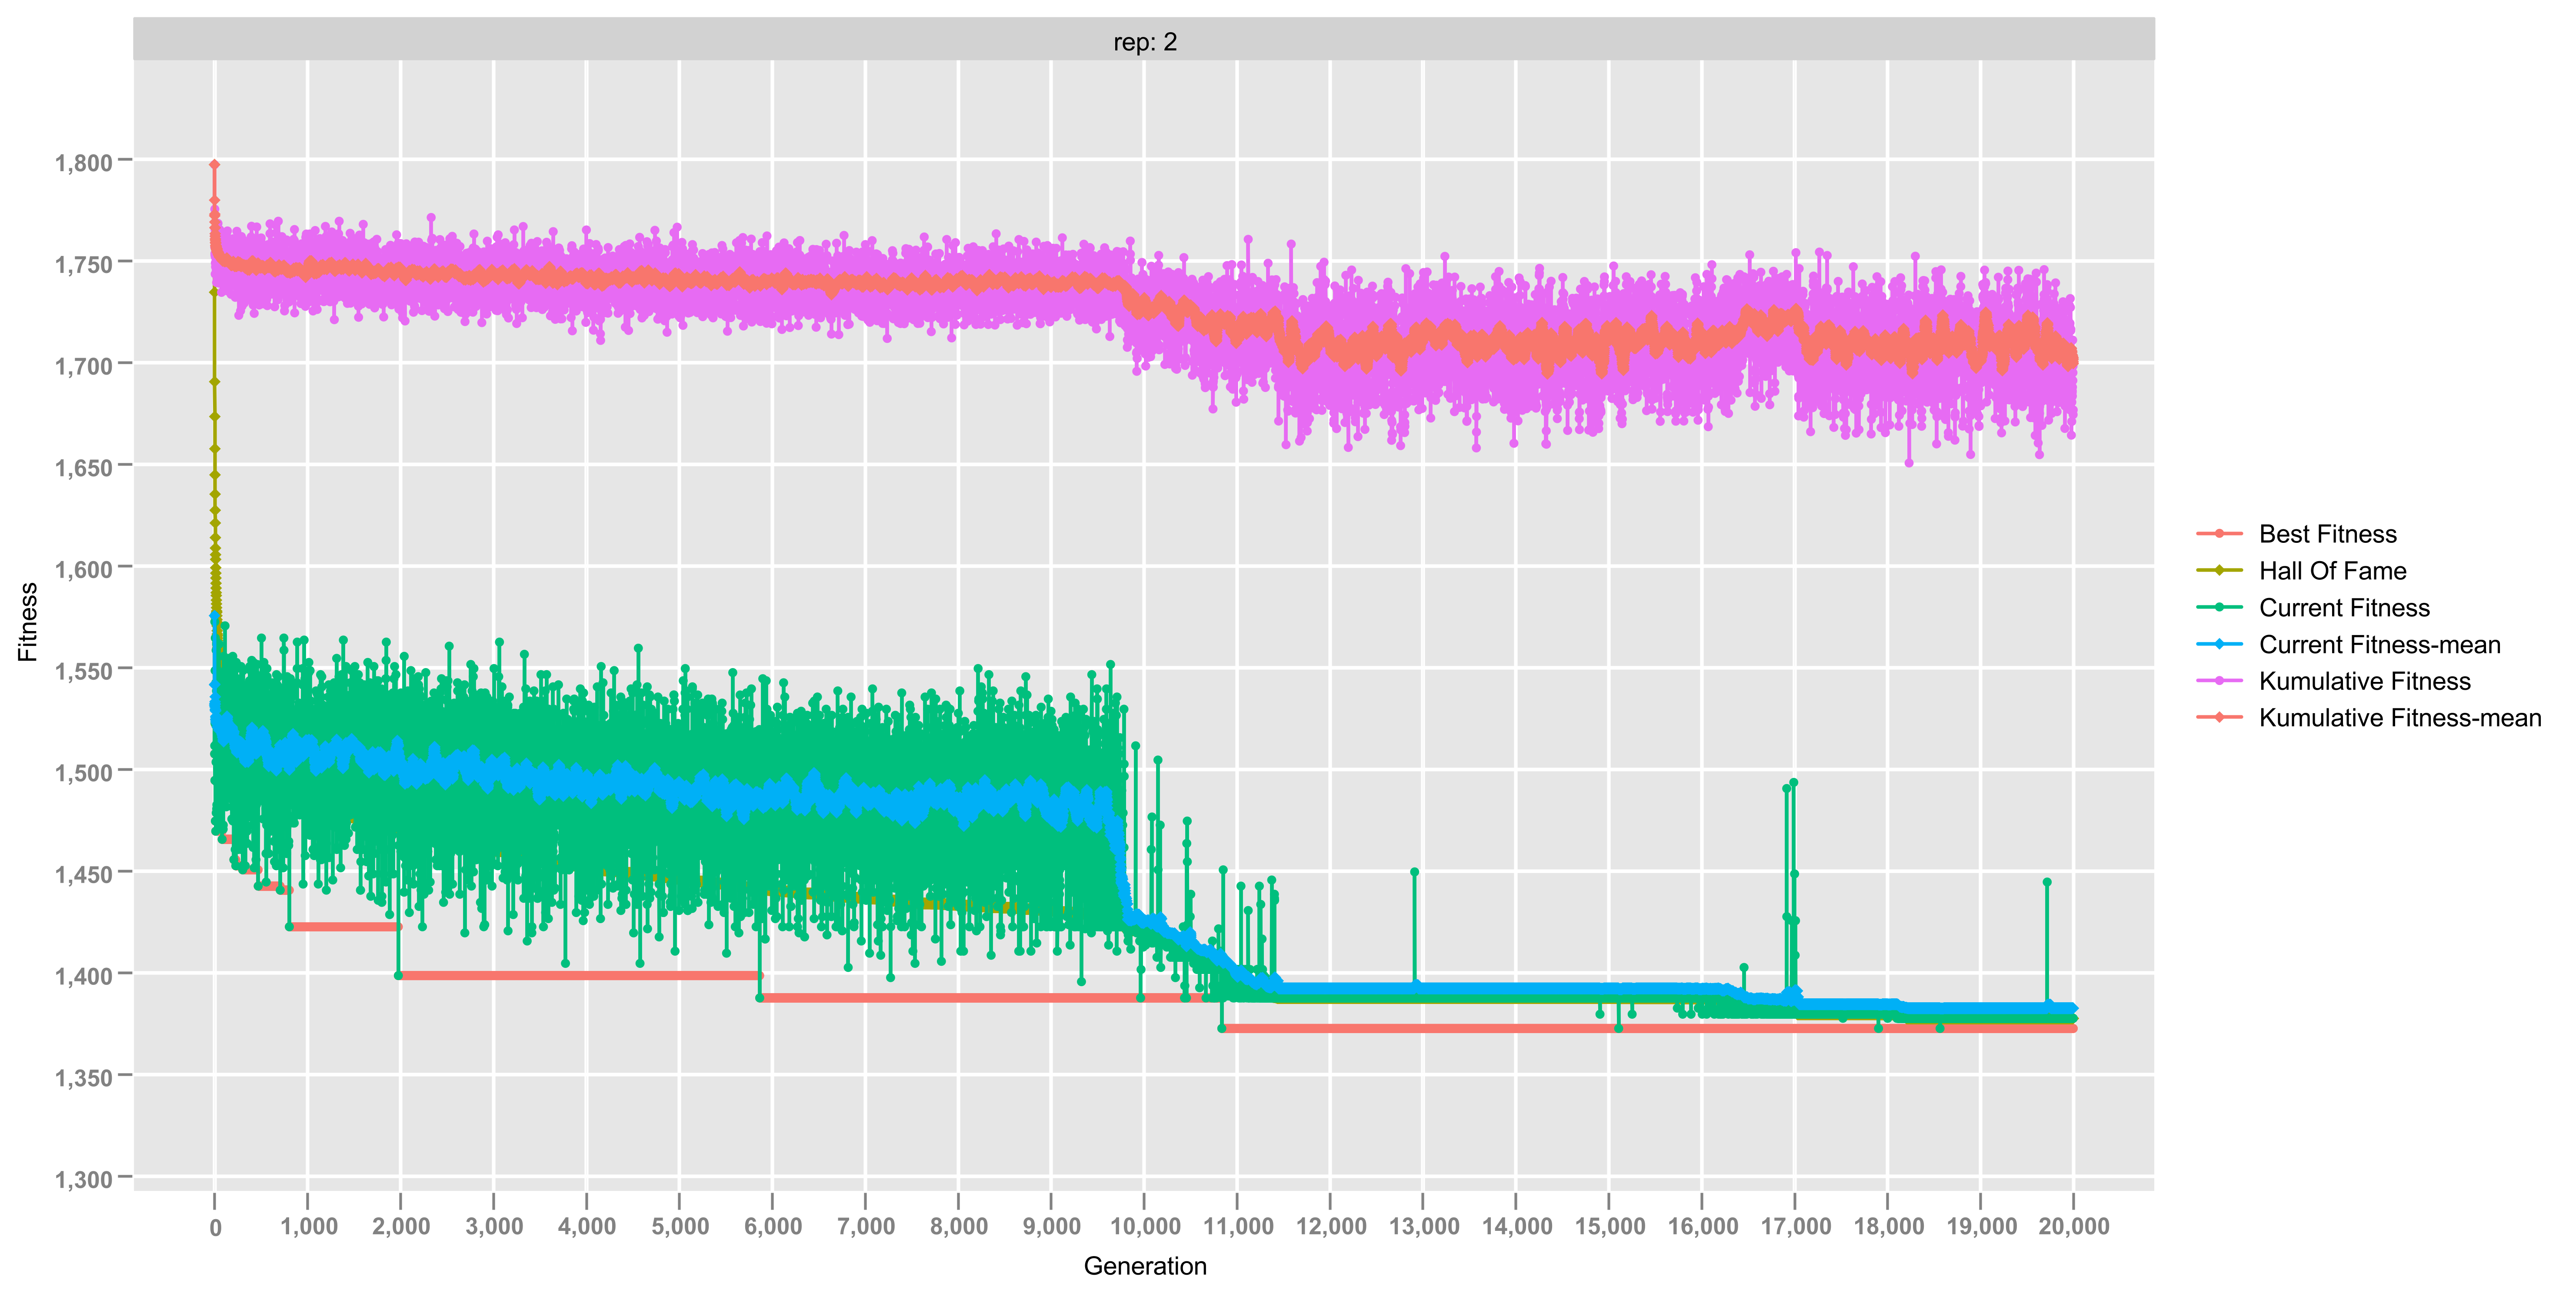 rep: 2
1,800
1,750
1,700
1,650
1,600
1,550
1,500
1,450
1,400
1,350
1,300
Fitness
0 1,000 2,000 3,000 4,000 5,000 6,000 7,000 8,000 9,000 10,000 11,000 12,000 13,000 14,000 15,000 16,000 17,000 18,000 19,000 20,000
Generation
Best Fitness
Hall Of Fame
Current Fitness
Current Fitness-mean
Kumulative Fitness
Kumulative Fitness-mean